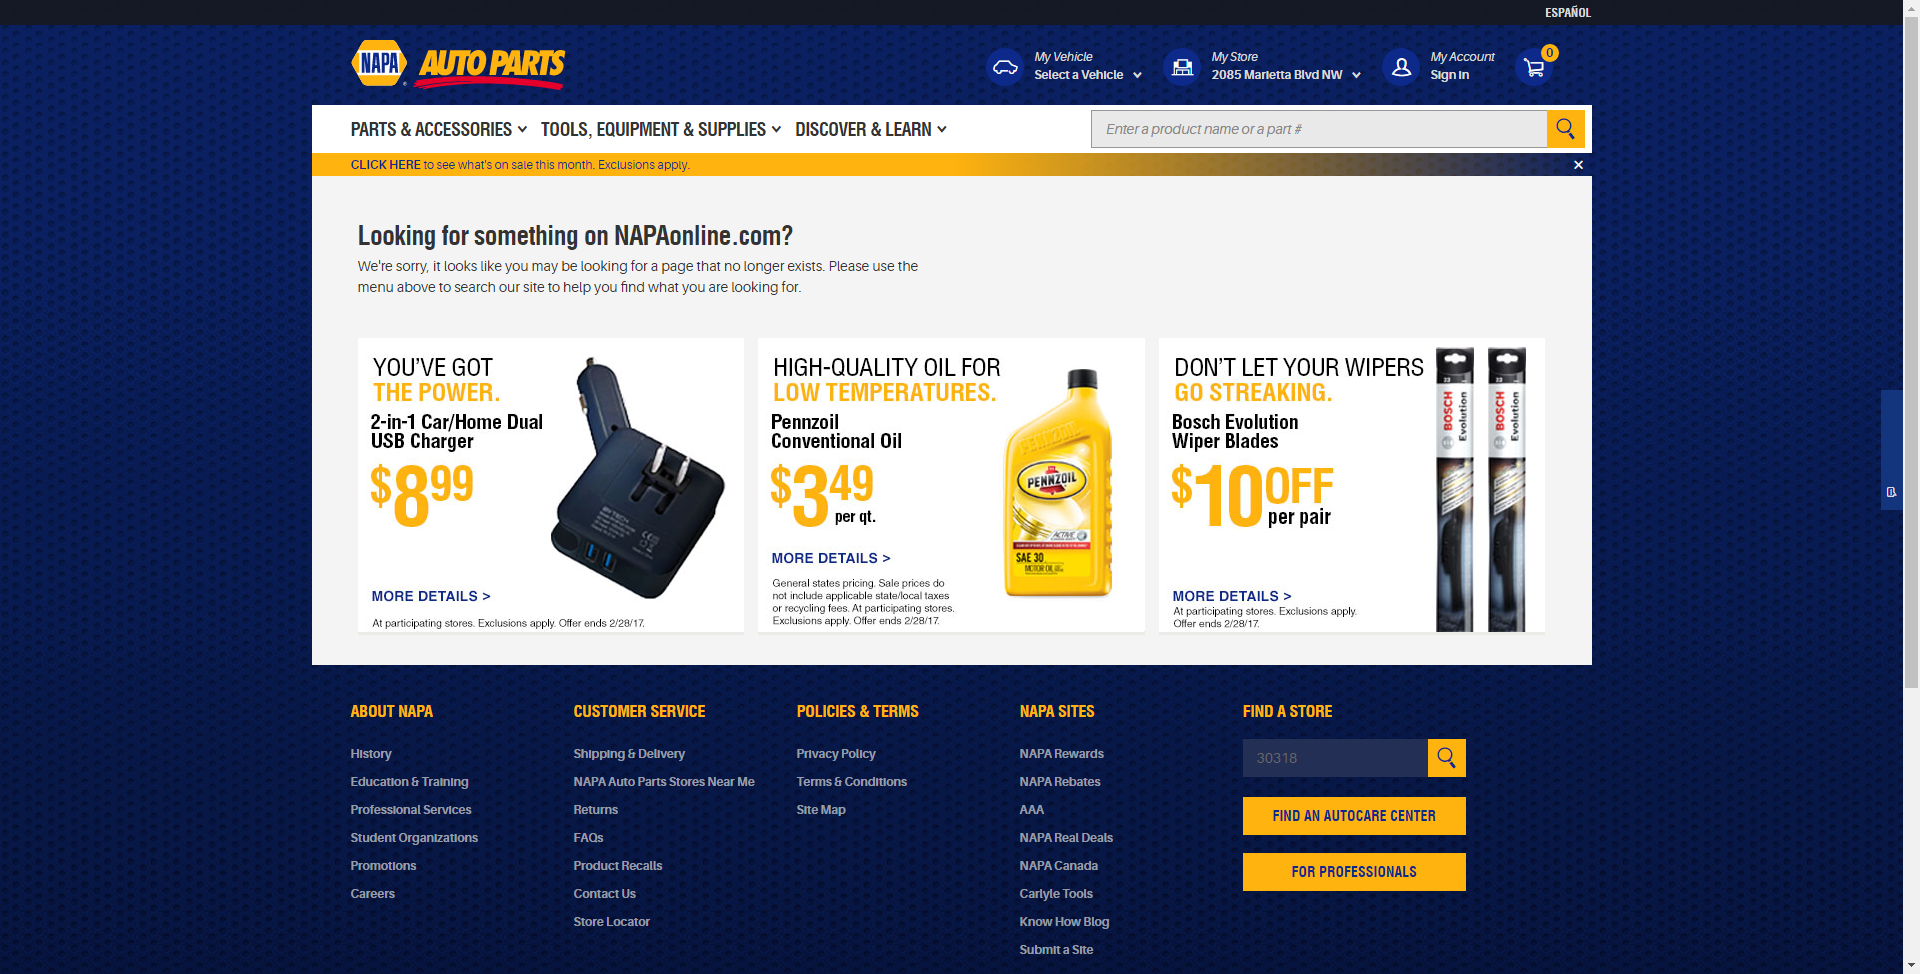 ESPAÑOL
NAPA AUTO PARTS
My Vehicle
Select a Vehicle
My Store
2085 Marietta Blvd NW
My Account
Sign in
0
PARTS & ACCESSORIES
TOOLS, EQUIPMENT & SUPPLIES
DISCOVER & LEARN
Enter a product name or a part #
CLICK HERE to see what's on sale this month. Exclusions apply.
Looking for something on NAPAonline.com?
We're sorry, it looks like you may be looking for a page that no longer exists. Please use the
menu above to search our site to help you find what you are looking for.
YOU'VE GOT
THE POWER.
2-in-1 Car/Home Dual
USB Charger
$8 99
MORE DETAILS >
At participating stores. Exclusions apply. Offer ends 2/28/17.
HIGH-QUALITY OIL FOR
LOW TEMPERATURES.
Pennzoil
Conventional Oil
$3 49
per qt.
MORE DETAILS >
General states pricing. Sale prices do
not include applicable state/local taxes
or recycling fees. At participating stores.
Exclusions apply. Offer ends 2/28/17.
PENNZOIL
PENNZOIL
ACTIVE
SAE 30
MOTOR OIL
DON'T LET YOUR WIPERS
GO STREAKING.
Bosch Evolution
Wiper Blades
$10 OFF
per pair
MORE DETAILS >
At participating stores. Exclusions apply.
Offer ends 2/28/17.
BOSCH
Evolution
BOSCH
Evolution
ABOUT NAPA
History
Education & Training
Professional Services
Student Organizations
Promotions
Careers
CUSTOMER SERVICE
Shipping & Delivery
NAPA Auto Parts Stores Near Me
Returns
FAQs
Product Recalls
Contact Us
Store Locator
POLICIES & TERMS
Privacy Policy
Terms & Conditions
Site Map
NAPA SITES
NAPA Rewards
NAPA Rebates
AAA
NAPA Real Deals
NAPA Canada
Carlyle Tools
Know How Blog
Submit a Site
FIND A STORE
30318
FIND AN AUTOCARE CENTER
FOR PROFESSIONALS